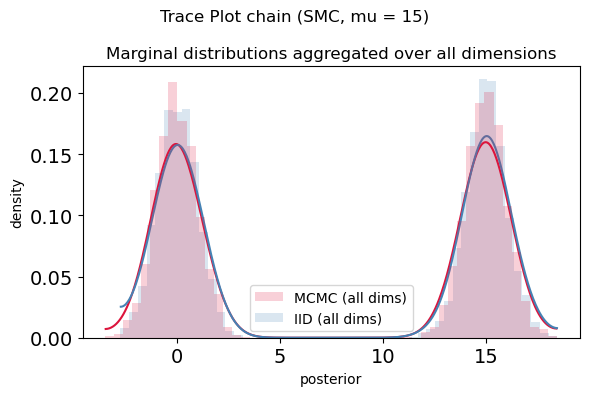 Trace Plot chain (SMC, mu = 15)
Marginal distributions aggregated over all dimensions
density
0.20
0.15
0.10
0.05
0.00
MCMC (all dims)
IID (all dims)
0 5 10 15
posterior